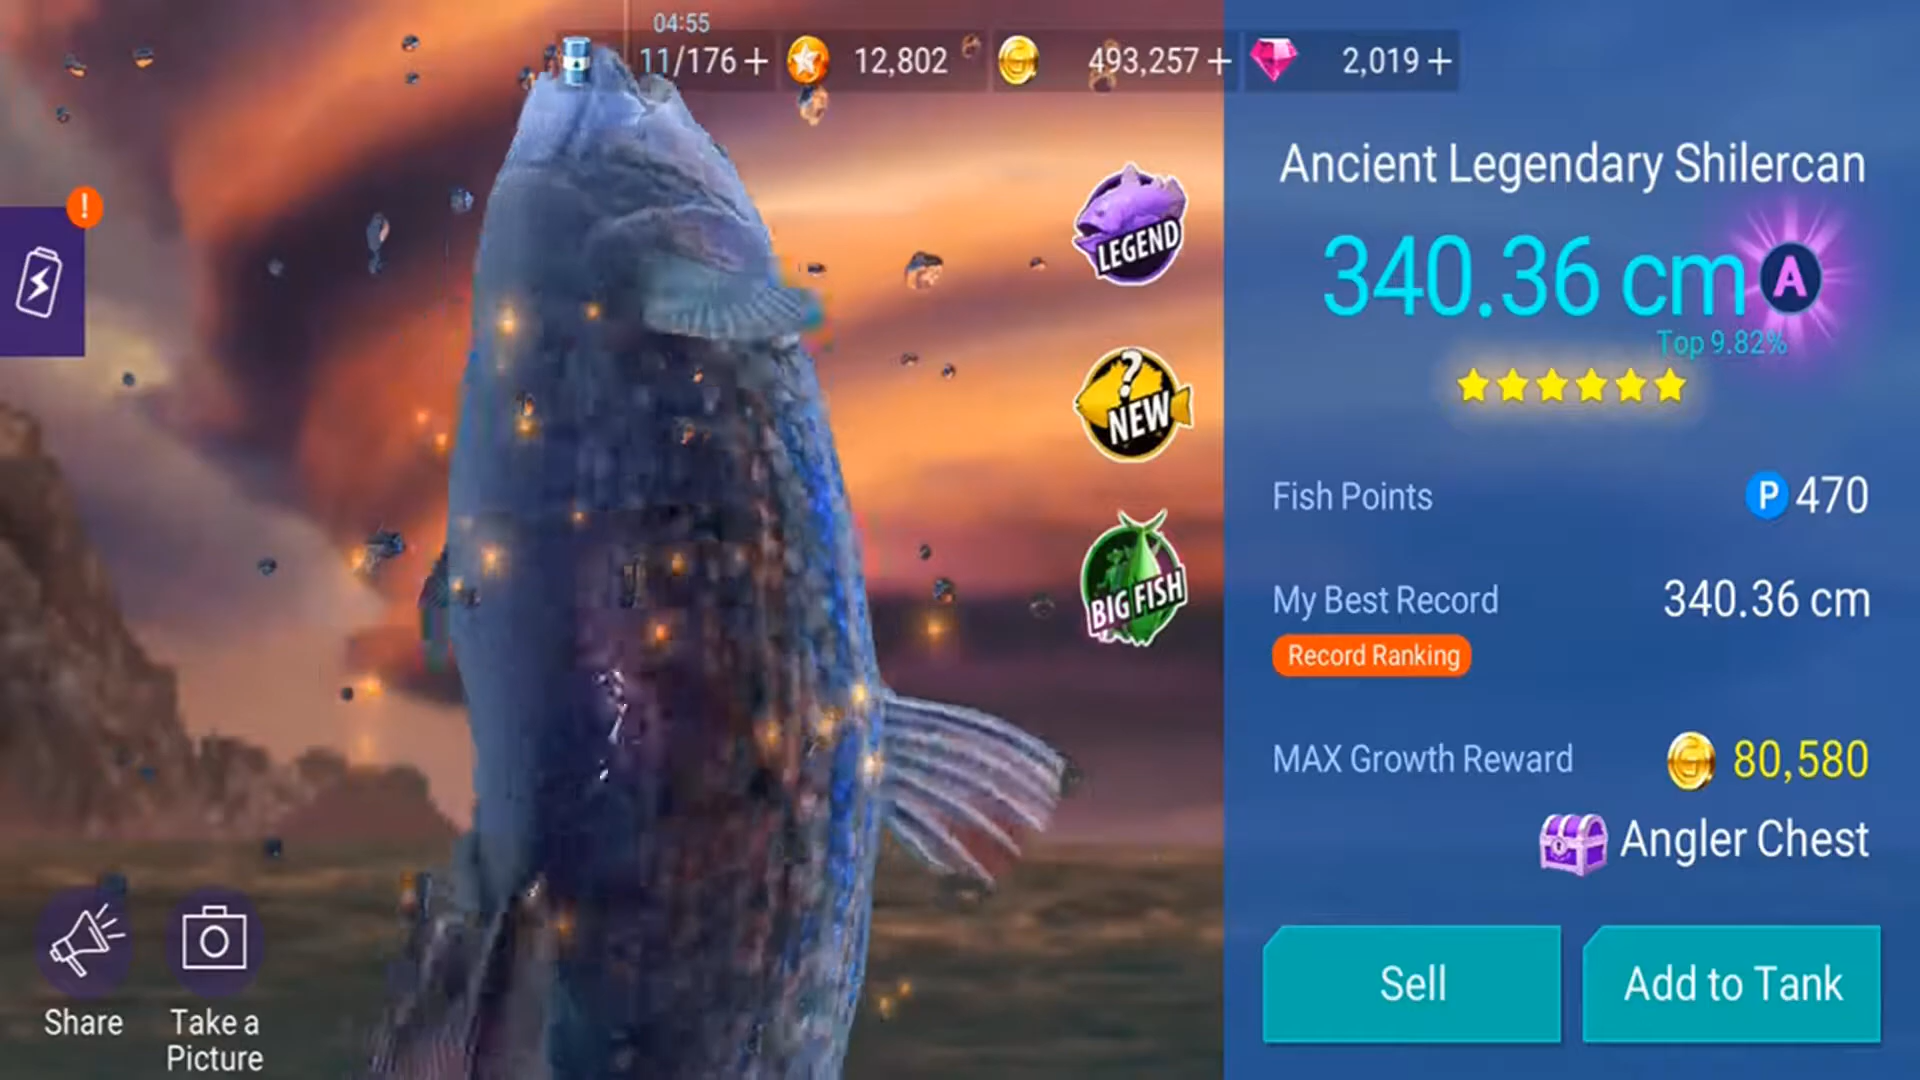 04:55
11/176 +
12,802
493,257 +
2,019 +
!
LEGEND
?
NEW
BIG FISH
Ancient Legendary Shilercan
340.36 cm A
Top 9.82%
Fish Points P 470
My Best Record 340.36 cm
Record Ranking
MAX Growth Reward G 80,580
Angler Chest
Share
Take a
Picture
Sell
Add to Tank